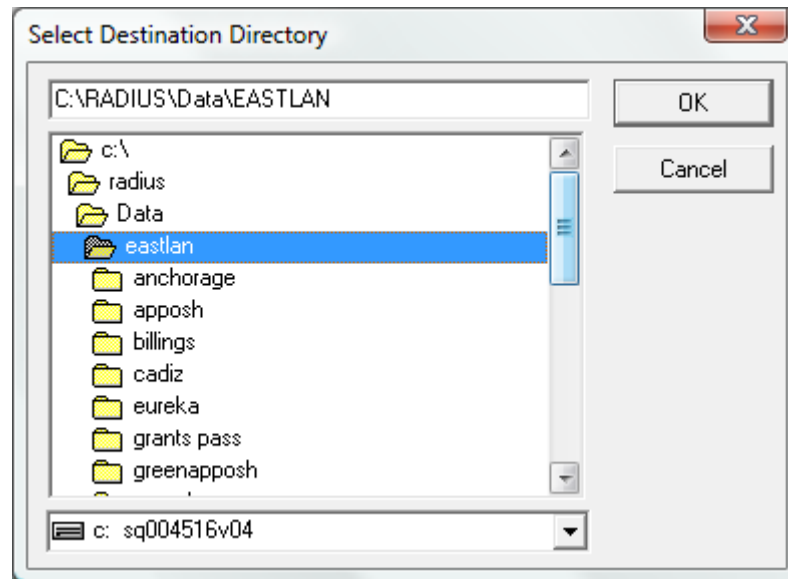 Select Destination Directory
C:\RADIUS\Data\EASTLAN
OK
Cancel
c:\
radius
Data
eastlan
anchorage
apposh
billings
cadiz
eureka
grants pass
greenapposh
c: sq004516v04